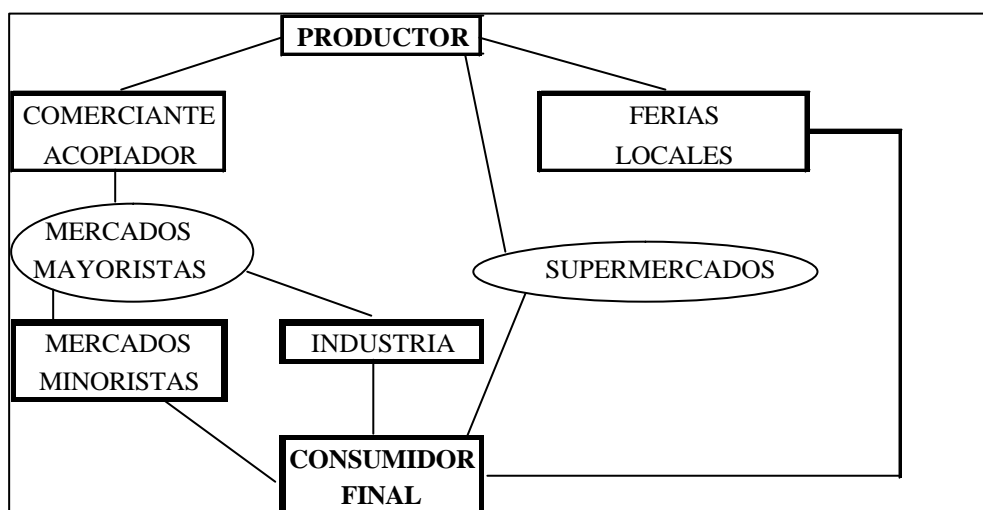 PRODUCTOR
COMERCIANTE
ACOPIADOR
FERIAS
LOCALES
MERCADOS
MAYORISTAS
SUPERMERCADOS
MERCADOS
MINORISTAS
INDUSTRIA
CONSUMIDOR
FINAL